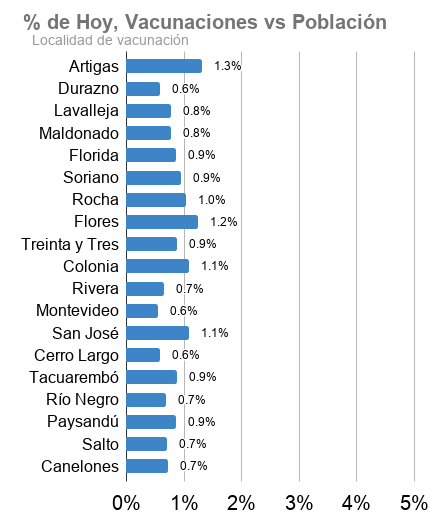 % de Hoy, Vacunaciones vs Población
Localidad de vacunación
Artigas 1.3%
Durazno 0.6%
Lavalleja 0.8%
Maldonado 0.8%
Florida 0.9%
Soriano 0.9%
Rocha 1.0%
Flores 1.2%
Treinta y Tres 0.9%
Colonia 1.1%
Rivera 0.7%
Montevideo 0.6%
San José 1.1%
Cerro Largo 0.6%
Tacuarembó 0.9%
Río Negro 0.7%
Paysandú 0.9%
Salto 0.7%
Canelones 0.7%
0% 1% 2% 3% 4% 5%